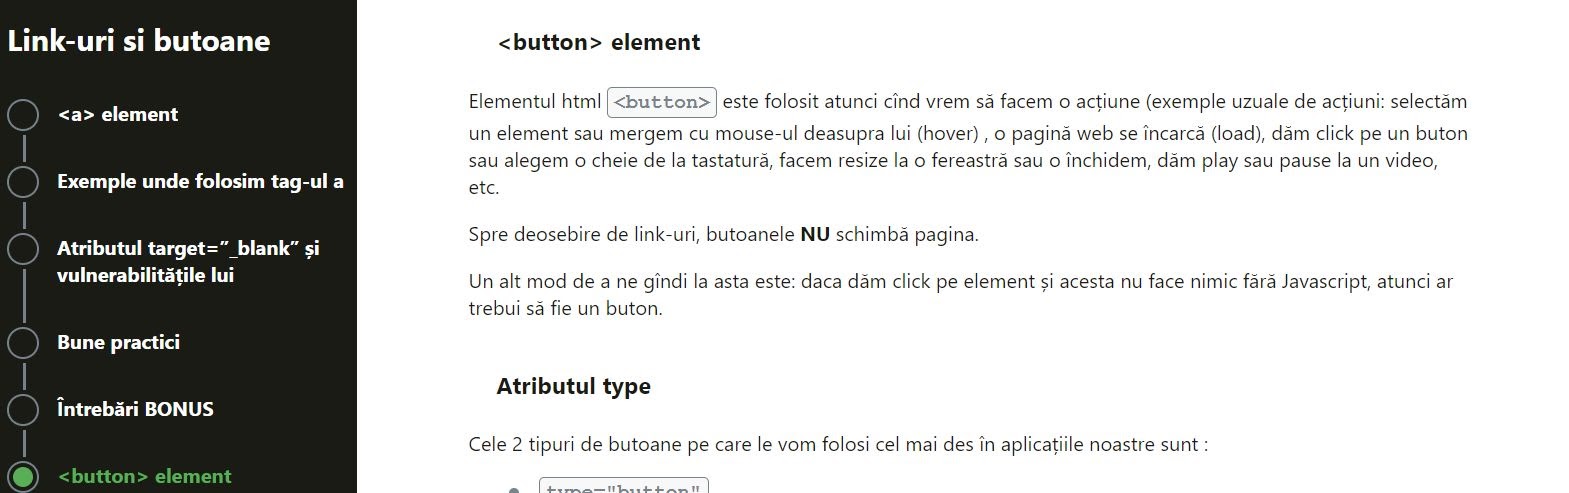 Link-uri si butoane
<a> element
Exemple unde folosim tag-ul a
Atributul target=”_blank” și
vulnerabilitățile lui
Bune practici
Întrebări BONUS
<button> element
<button> element
Elementul html <button> este folosit atunci cînd vrem să facem o acțiune (exemple uzuale de acțiuni: selectăm
un element sau mergem cu mouse-ul deasupra lui (hover) , o pagină web se încarcă (load), dăm click pe un buton
sau alegem o cheie de la tastatură, facem resize la o fereastră sau o închidem, dăm play sau pause la un video,
etc.
Spre deosebire de link-uri, butoanele NU schimbă pagina.
Un alt mod de a ne gîndi la asta este: daca dăm click pe element și acesta nu face nimic fără Javascript, atunci ar
trebui să fie un buton.
Atributul type
Cele 2 tipuri de butoane pe care le vom folosi cel mai des în aplicațiile noastre sunt :
type="button"